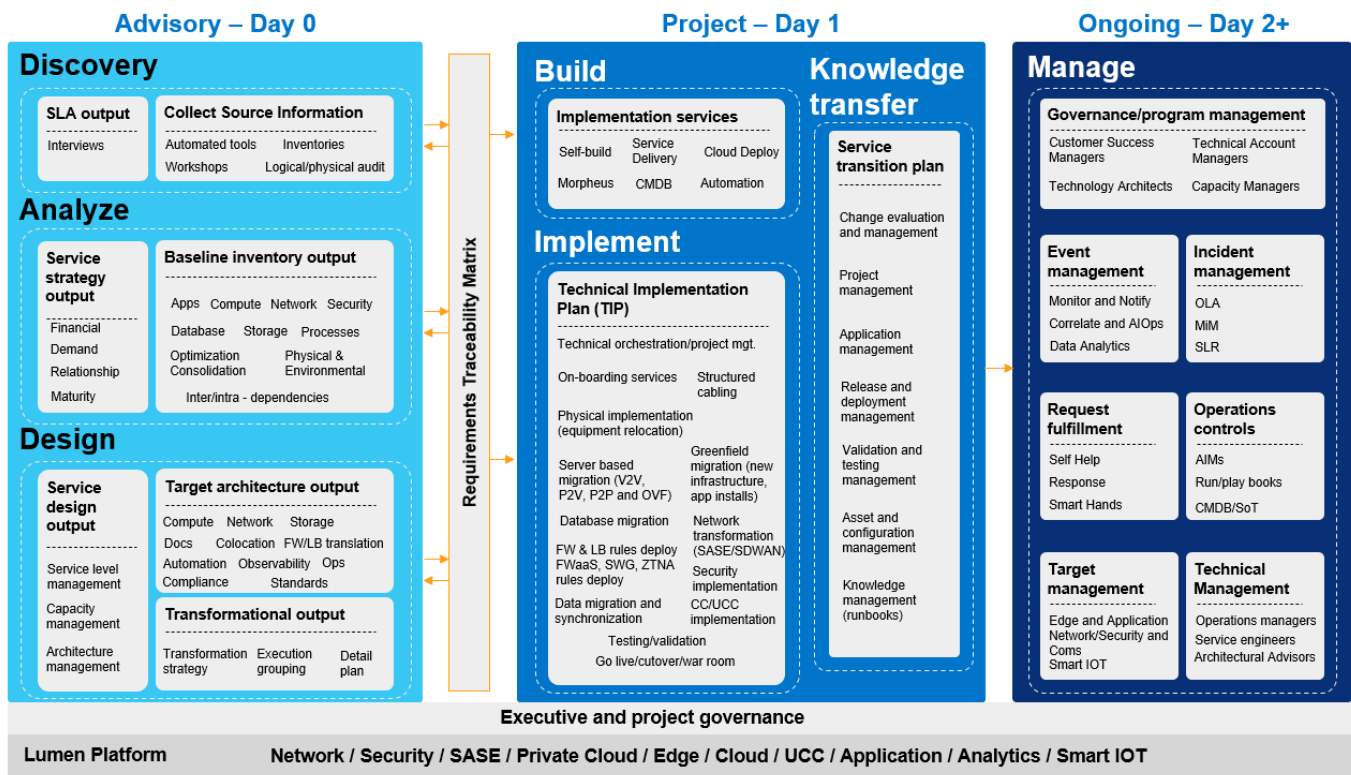 Advisory – Day 0
Project – Day 1
Ongoing – Day 2+
Discovery
SLA output
Interviews
Collect Source Information
Automated tools Inventories
Workshops Logical/physical audit
Analyze
Service
strategy
output
Financial
Demand
Relationship
Maturity
Baseline inventory output
Apps Compute Network Security
Database Storage Processes
Optimization
Consolidation
Physical &
Environmental
Inter/intra - dependencies
Design
Service
design
output
Service level
management
Capacity
management
Architecture
management
Target architecture output
Compute Network Storage
Docs Colocation FW/LB translation
Automation Observability Ops
Compliance Standards
Transformational output
Transformation
strategy
Execution
grouping
Detail
plan
Requirements Traceability Matrix
Build
Implementation services
Self-build
Service
Delivery
Cloud Deploy
Morpheus CMDB Automation
Implement
Technical Implementation
Plan (TIP)
Technical orchestration/project mgt.
On-boarding services
Structured
cabling
Physical implementation
(equipment relocation)
Server based
migration (V2V,
P2V, P2P and OVF)
Greenfield
migration (new
infrastructure,
app installs)
Database migration
Network
transformation
(SASE/SDWAN)
FW & LB rules deploy
FWaaS, SWG, ZTNA
rules deploy
Security
implementation
Data migration and
synchronization
CC/UCC
implementation
Testing/validation
Go live/cutover/war room
Knowledge
transfer
Service
transition plan
Change evaluation
and management
Project
management
Application
management
Release and
deployment
management
Validation and
testing
management
Asset and
configuration
management
Knowledge
management
(runbooks)
Manage
Governance/program management
Customer Success
Managers
Technical Account
Managers
Technology Architects Capacity Managers
Event
management
Monitor and Notify
Correlate and AIOps
Data Analytics
Incident
management
OLA
MiM
SLR
Request
fulfillment
Self Help
Response
Smart Hands
Operations
controls
AIMs
Run/play books
CMDB/SoT
Target
management
Edge and Application
Network/Security and
Coms
Smart IOT
Technical
Management
Operations managers
Service engineers
Architectural Advisors
Executive and project governance
Lumen Platform Network / Security / SASE / Private Cloud / Edge / Cloud / UCC / Application / Analytics / Smart IOT